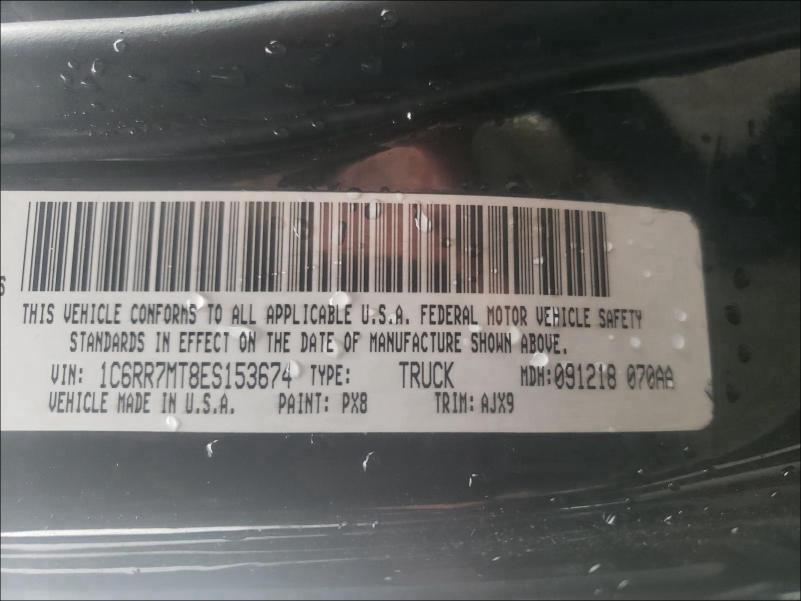 THIS VEHICLE CONFORMS TO ALL APPLICABLE U.S.A. FEDERAL MOTOR VEHICLE SAFETY
STANDARDS IN EFFECT ON THE DATE OF MANUFACTURE SHOWN ABOVE.
VIN: 1C6RR7MT8ES153674 TYPE: TRUCK MDH:091218 070AA
VEHICLE MADE IN U.S.A. PAINT: PX8 TRIM: AJX9